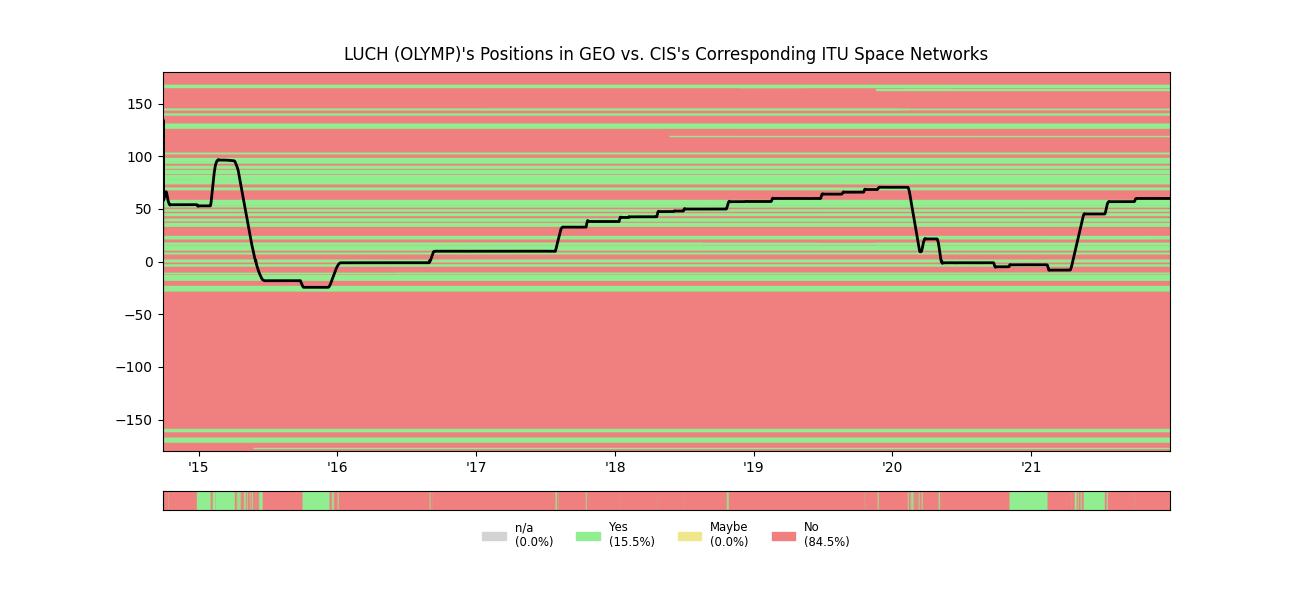 LUCH (OLYMP)'s Positions in GEO vs. CIS's Corresponding ITU Space Networks
150
100
50
0
−50
−100
−150
'15 '16 '17 '18 '19 '20 '21
n/a Yes Maybe No
(0.0%) (15.5%) (0.0%) (84.5%)